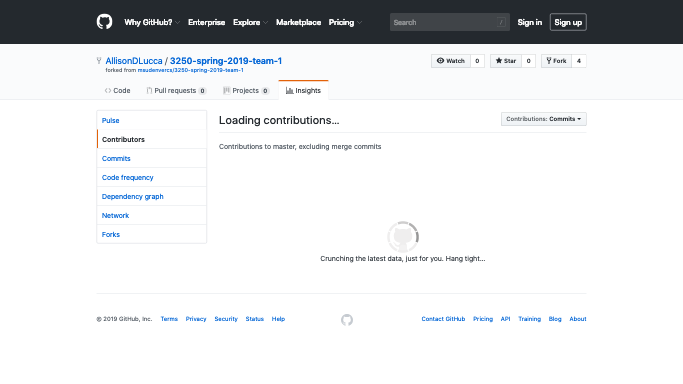 Why GitHub? Enterprise Explore Marketplace Pricing Search / Sign in Sign up
AllisonDLucca / 3250-spring-2019-team-1 Watch 0 Star 0 Fork 4
forked from maudenvercs/3250-spring-2019-team-1
Code Pull requests 0 Projects 0 Insights
Pulse
Contributors
Commits
Code frequency
Dependency graph
Network
Forks
Loading contributions… Contributions: Commits
Contributions to master, excluding merge commits
Crunching the latest data, just for you. Hang tight…
© 2019 GitHub, Inc. Terms Privacy Security Status Help Contact GitHub Pricing API Training Blog About